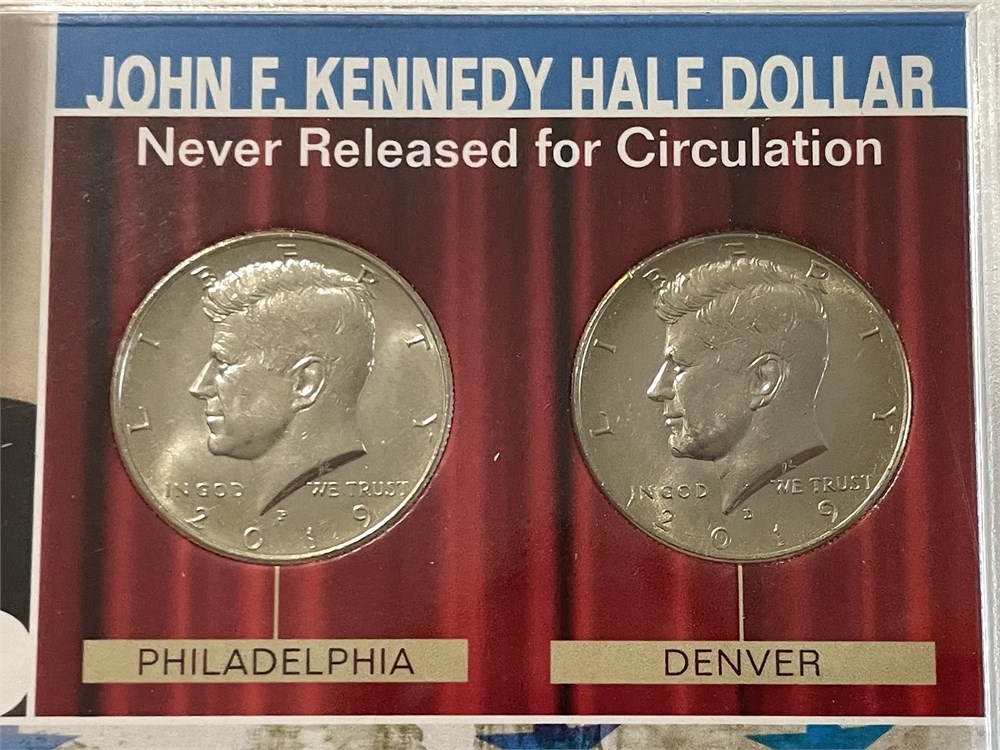 JOHN F. KENNEDY HALF DOLLAR
Never Released for Circulation
LIBERTY
IN GOD WE TRUST
P
2019
LIBERTY
IN GOD WE TRUST
D
2019
PHILADELPHIA
DENVER